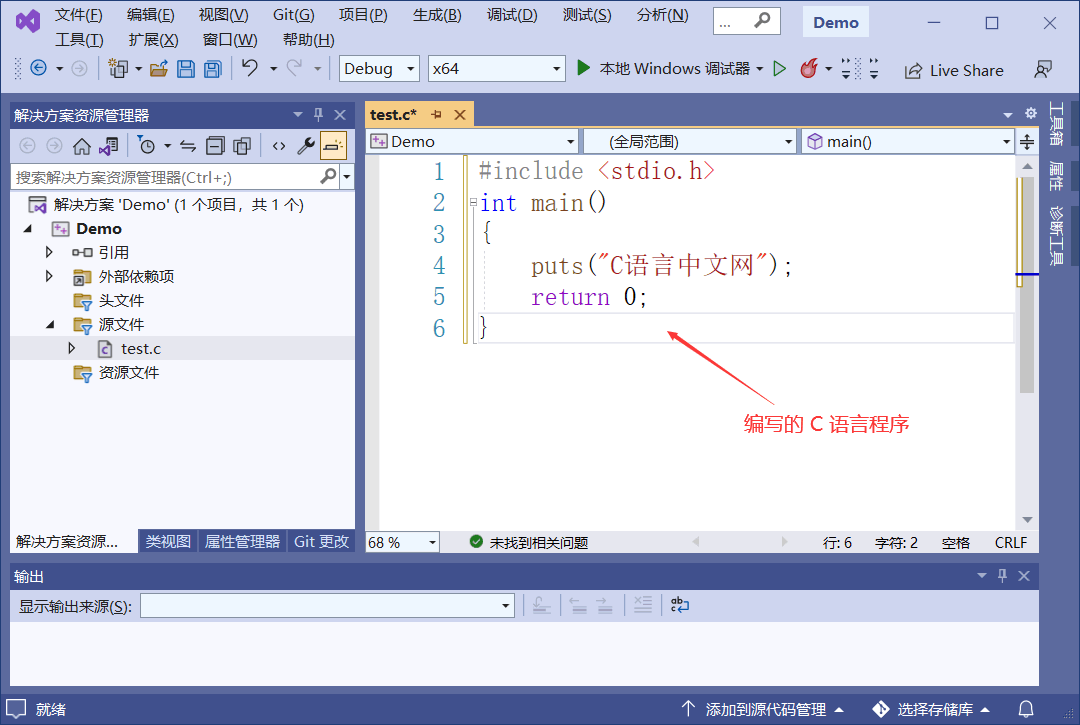 文件(F) 编辑(E) 视图(V) Git(G) 项目(P) 生成(B) 调试(D) 测试(S) 分析(N) ... Demo
工具(T) 扩展(X) 窗口(W) 帮助(H)
Debug x64 本地 Windows 调试器 Live Share
解决方案资源管理器
搜索解决方案资源管理器(Ctrl+;)
解决方案 'Demo' (1 个项目，共 1 个)
Demo
引用
外部依赖项
头文件
源文件
test.c
资源文件
解决方案资源... 类视图 属性管理器 Git 更改
test.c*
Demo (全局范围) main()
1 #include <stdio.h>
2 int main()
3 {
4 puts("C语言中文网");
5 return 0;
6 }
编写的 C 语言程序
68 % 未找到相关问题 行: 6 字符: 2 空格 CRLF
工具箱
属性
诊断工具
输出
显示输出来源(S):
就绪 添加到源代码管理 选择存储库